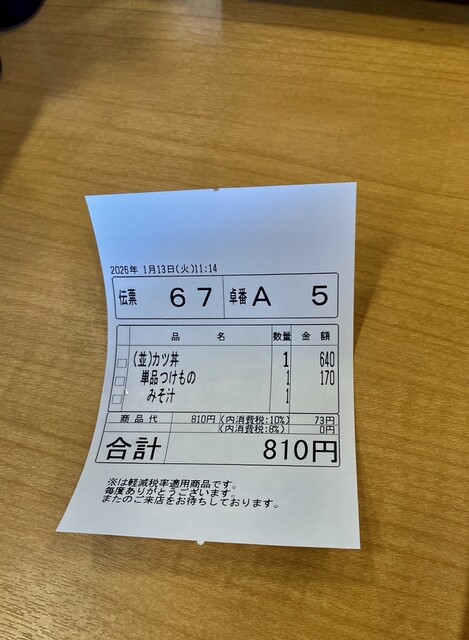 2026年 1月13日(火)11:14
伝票 67 卓番 A 5
品名 数量 金額
(並)カツ丼 1 640
単品つけもの 1 170
みそ汁 1
商品代 810円 (内消費税:10%) 73円
(内消費税:8%) 0円
合計 810円
※は軽減税率適用商品です。
毎度ありがとうございます。
またのご来店をお待ちしております。